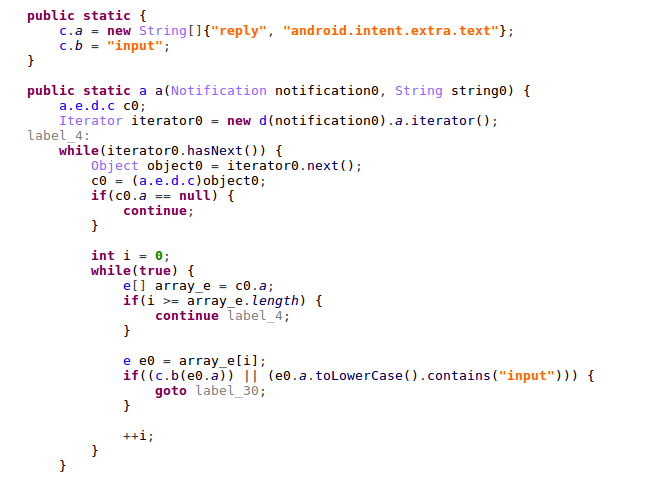 public static {
c.a = new String[]{"reply", "android.intent.extra.text"};
c.b = "input";
}
public static a a(Notification notification0, String string0) {
a.e.d.c c0;
Iterator iterator0 = new d(notification0).a.iterator();
label_4:
while(iterator0.hasNext()) {
Object object0 = iterator0.next();
c0 = (a.e.d.c)object0;
if(c0.a == null) {
continue;
}
int i = 0;
while(true) {
e[] array_e = c0.a;
if(i >= array_e.length) {
continue label_4;
}
e e0 = array_e[i];
if((c.b(e0.a)) || (e0.a.toLowerCase().contains("input"))) {
goto label_30;
}
++i;
}
}